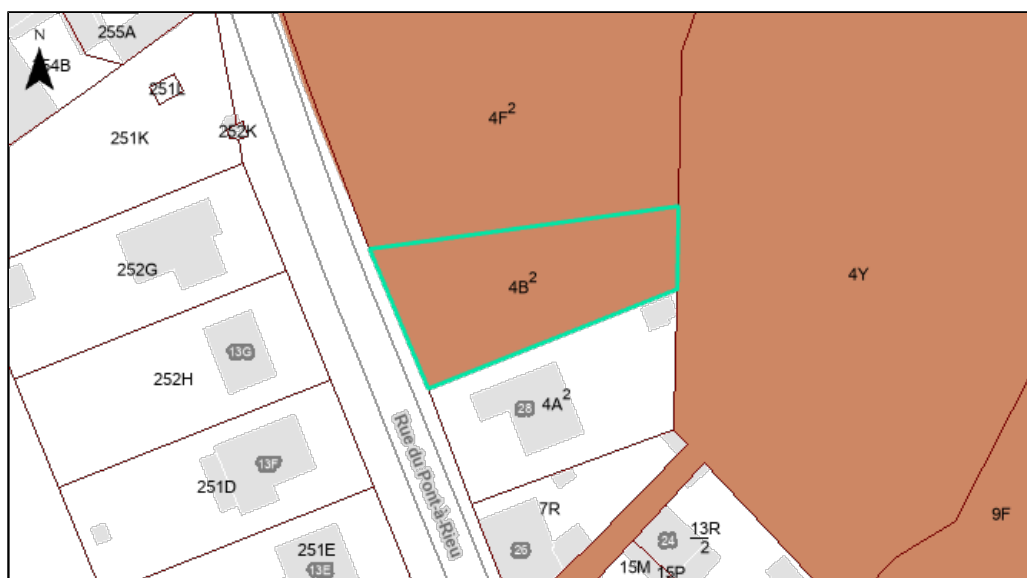 255A
N
254B
251L
4F²
252K
251K
252G
4Y
4B²
13G
252H
4A²
28
Rue du Pont-à-Rieu
13F
251D
7R
9F
13R
2
24
26
251E
13E
15M
15P